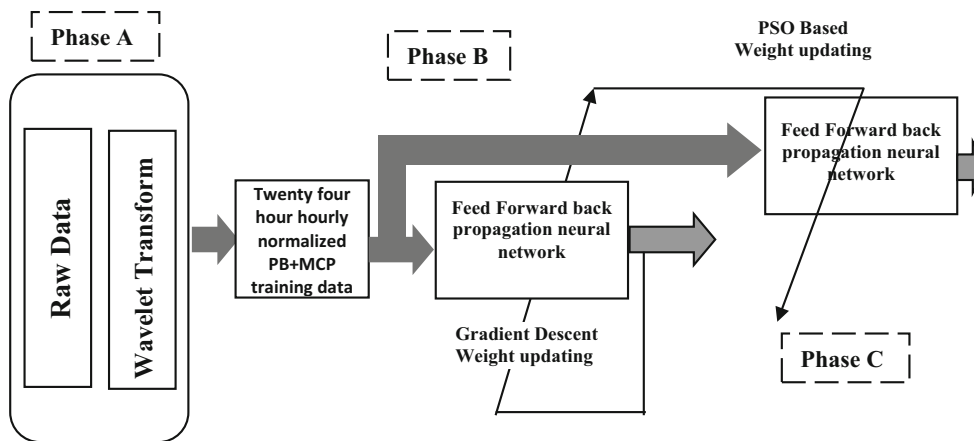 Phase A
Raw Data
Wavelet Transform
Twenty four
hour hourly
normalized
PB+MCP
training data
Phase B
Feed Forward back
propagation neural
network
Gradient Descent
Weight updating
PSO Based
Weight updating
Feed Forward back
propagation neural
network
Phase C